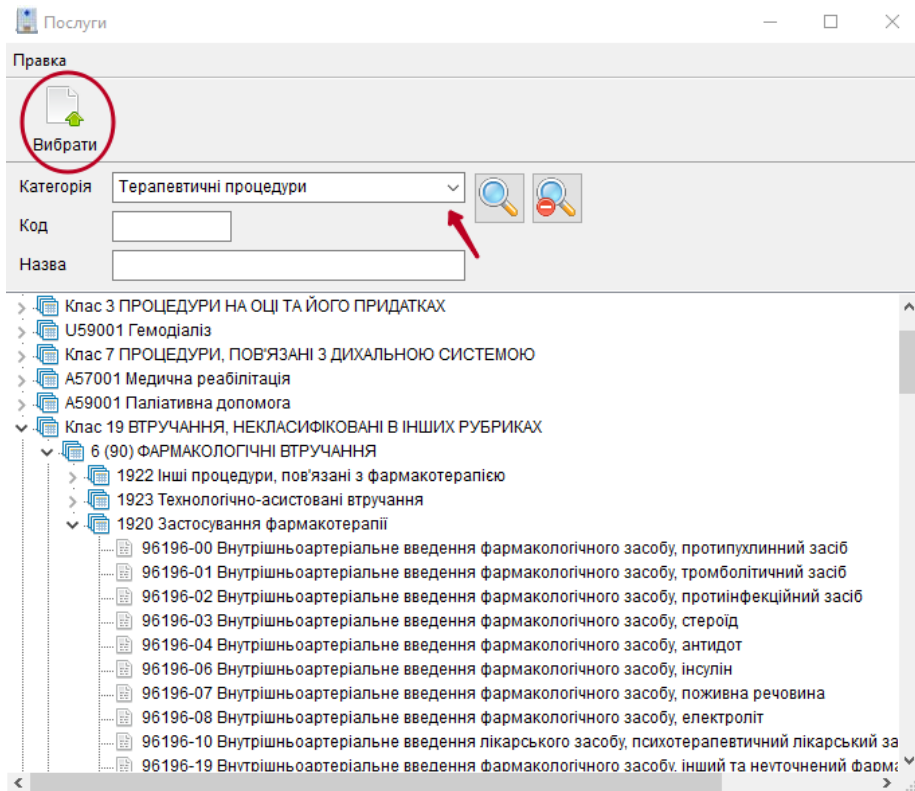 Послуги
Правка
Вибрати
Категорія Терапевтичні процедури
Код
Назва
Клас 3 ПРОЦЕДУРИ НА ОЦІ ТА ЙОГО ПРИДАТКАХ
U59001 Гемодіаліз
Клас 7 ПРОЦЕДУРИ, ПОВ'ЯЗАНІ З ДИХАЛЬНОЮ СИСТЕМОЮ
A57001 Медична реабілітація
A59001 Паліативна допомога
Клас 19 ВТРУЧАННЯ, НЕКЛАСИФІКОВАНІ В ІНШИХ РУБРИКАХ
6 (90) ФАРМАКОЛОГІЧНІ ВТРУЧАННЯ
1922 Інші процедури, пов'язані з фармакотерапією
1923 Технологічно-асистовані втручання
1920 Застосування фармакотерапії
96196-00 Внутрішньоартеріальне введення фармакологічного засобу, протипухлинний засіб
96196-01 Внутрішньоартеріальне введення фармакологічного засобу, тромболітичний засіб
96196-02 Внутрішньоартеріальне введення фармакологічного засобу, протиінфекційний засіб
96196-03 Внутрішньоартеріальне введення фармакологічного засобу, стероїд
96196-04 Внутрішньоартеріальне введення фармакологічного засобу, антидот
96196-06 Внутрішньоартеріальне введення фармакологічного засобу, інсулін
96196-07 Внутрішньоартеріальне введення фармакологічного засобу, поживна речовина
96196-08 Внутрішньоартеріальне введення фармакологічного засобу, електроліт
96196-10 Внутрішньоартеріальне введення лікарського засобу, психотерапевтичний лікарський за
96196-19 Внутрішньоартеріальне введення фармакологічного засобу, інший та неуточнений фарма